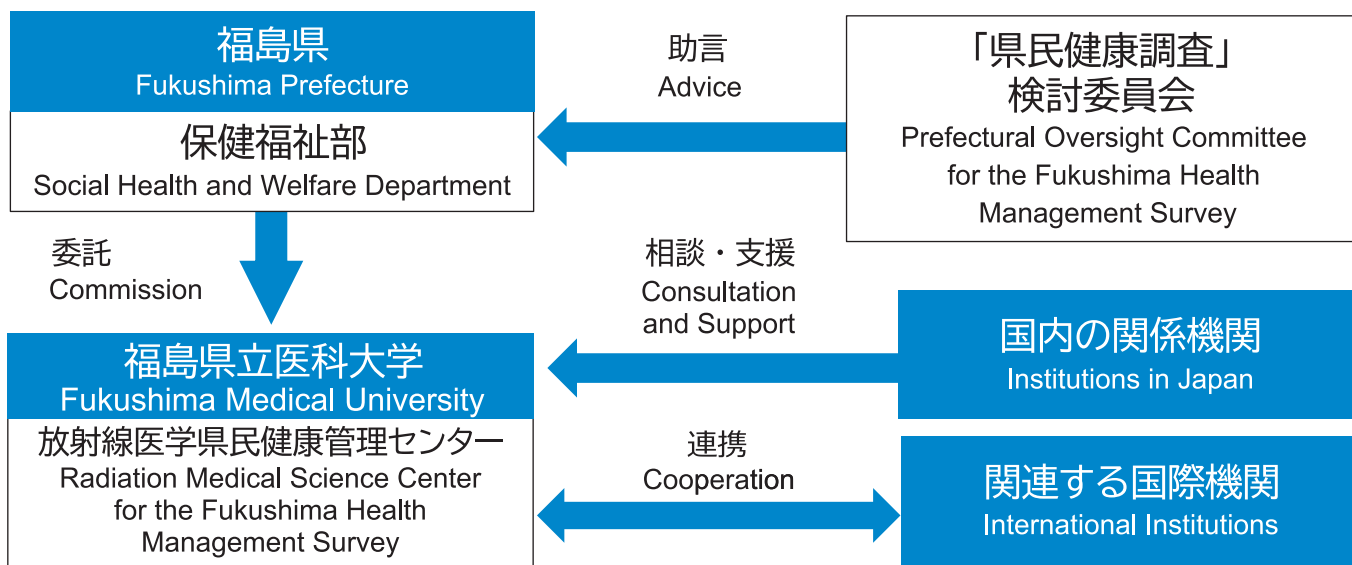 福島県
Fukushima Prefecture
保健福祉部
Social Health and Welfare Department
助言
Advice
「県民健康調査」
検討委員会
Prefectural Oversight Committee
for the Fukushima Health
Management Survey
委託
Commission
相談・支援
Consultation
and Support
国内の関係機関
Institutions in Japan
福島県立医科大学
Fukushima Medical University
放射線医学県民健康管理センター
Radiation Medical Science Center
for the Fukushima Health
Management Survey
連携
Cooperation
関連する国際機関
International Institutions